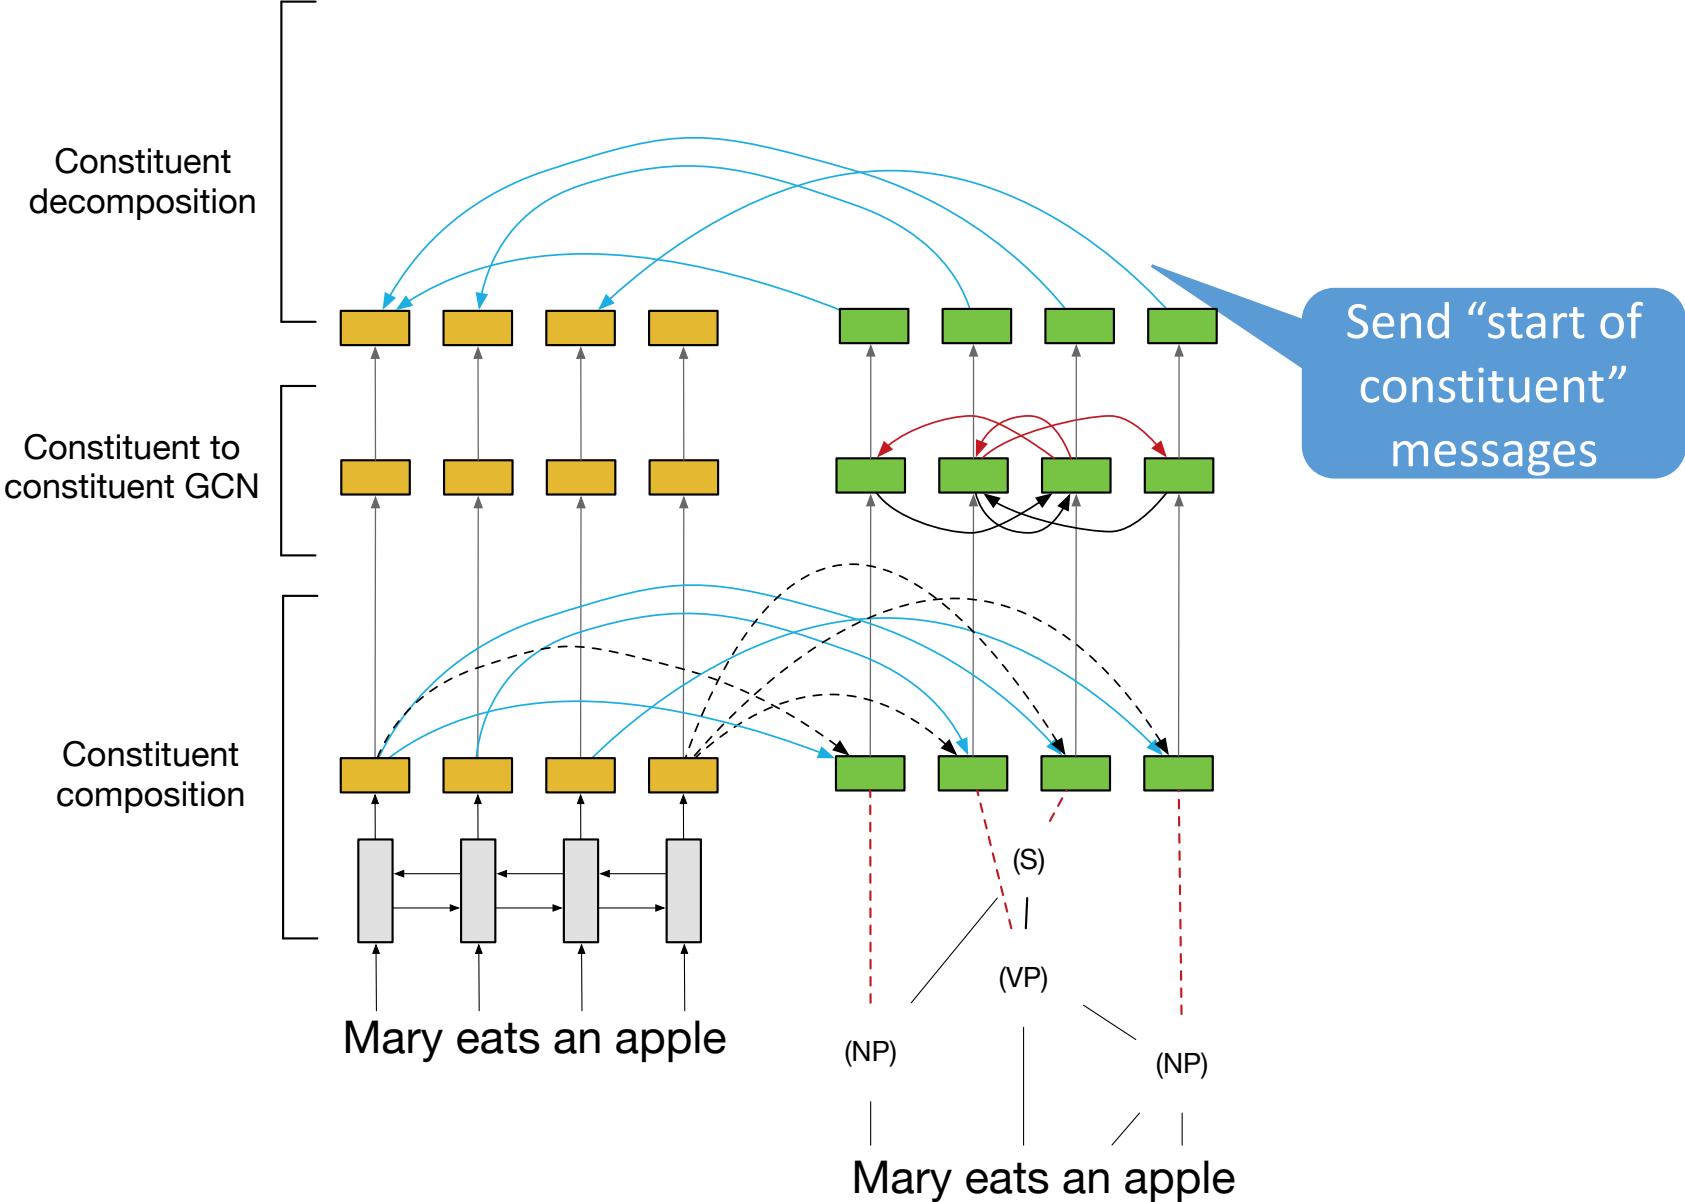 Constituent
decomposition
Send “start of
constituent”
messages
Constituent to
constituent GCN
Constituent
composition
(S)
(VP)
(NP)
(NP)
Mary eats an apple
Mary eats an apple